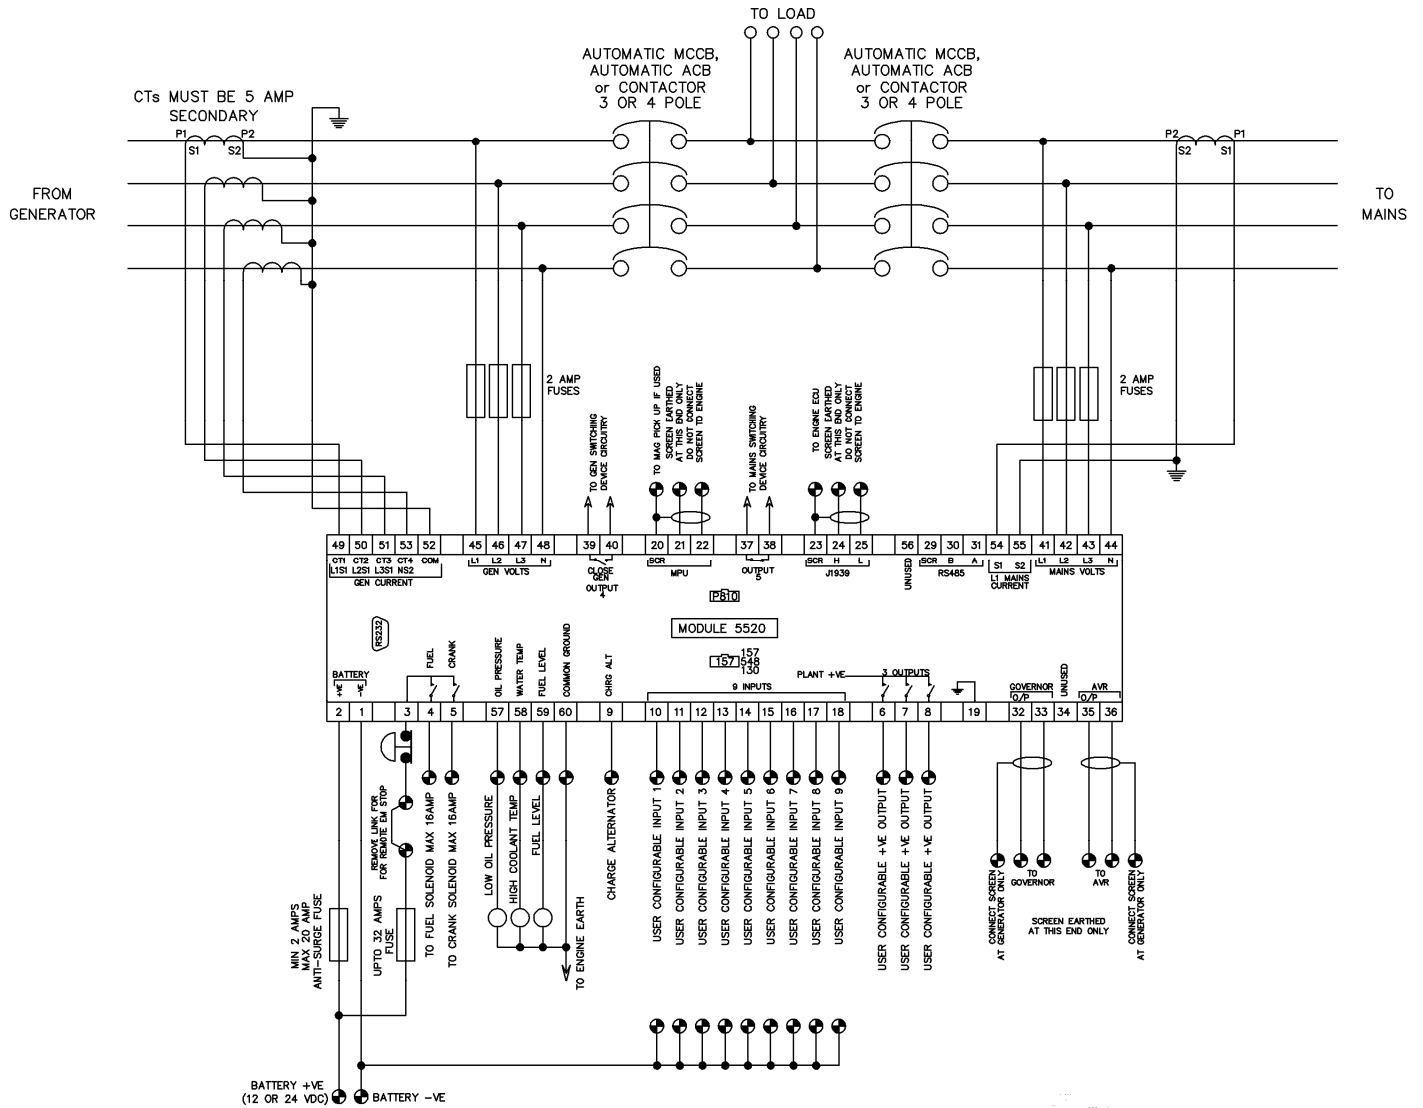 TO LOAD
AUTOMATIC MCCB,
AUTOMATIC ACB
or CONTACTOR
3 OR 4 POLE
AUTOMATIC MCCB,
AUTOMATIC ACB
or CONTACTOR
3 OR 4 POLE
CTs MUST BE 5 AMP
SECONDARY
P1 P2
S1 S2
P2 P1
S2 S1
FROM
GENERATOR
TO
MAINS
2 AMP
FUSES
2 AMP
FUSES
TO GEN SWITCHING
DEVICE CIRCUITRY
TO MAG PICK UP IF USED
SCREEN EARTHED
AT THIS END ONLY
DO NOT CONNECT
SCREEN TO ENGINE
TO MAINS SWITCHING
DEVICE CIRCUITRY
TO ENGINE ECU
SCREEN EARTHED
AT THIS END ONLY
DO NOT CONNECT
SCREEN TO ENGINE
49 50 51 53 52 45 46 47 48 39 40 20 21 22 37 38 23 24 25 56 29 30 31 54 55 41 42 43 44
CT1 CT2 CT3 CT4 COM
L1S1 L2S1 L3S1 NS2
GEN CURRENT
L1 L2 L3 N
GEN VOLTS
CLOSE
GEN
OUTPUT
4
SCR
MPU
OUTPUT
5
SCR H L
J1939
UNUSED
SCR B A
RS485
S1 S2
L1 MAINS
CURRENT
L1 L2 L3 N
MAINS VOLTS
P810
MODULE 5520
RS232
157
157 548
130
BATTERY
+VE
-VE
FUEL
CRANK
OIL PRESSURE
WATER TEMP
FUEL LEVEL
COMMON GROUND
CHRG ALT
9 INPUTS
PLANT +VE
3 OUTPUTS
GOVERNOR
O/P
UNUSED
AVR
O/P
2 1 3 4 5 57 58 59 60 9 10 11 12 13 14 15 16 17 18 6 7 8 19 32 33 34 35 36
REMOVE LINK FOR
FOR REMOTE EM STOP
TO FUEL SOLENOID MAX 16AMP
TO CRANK SOLENOID MAX 16AMP
LOW OIL PRESSURE
HIGH COOLANT TEMP
FUEL LEVEL
TO ENGINE EARTH
CHARGE ALTERNATOR
USER CONFIGURABLE INPUT 1
USER CONFIGURABLE INPUT 2
USER CONFIGURABLE INPUT 3
USER CONFIGURABLE INPUT 4
USER CONFIGURABLE INPUT 5
USER CONFIGURABLE INPUT 6
USER CONFIGURABLE INPUT 7
USER CONFIGURABLE INPUT 8
USER CONFIGURABLE INPUT 9
USER CONFIGURABLE +VE OUTPUT
USER CONFIGURABLE +VE OUTPUT
USER CONFIGURABLE +VE OUTPUT
CONNECT SCREEN
AT GENERATOR ONLY
TO
GOVERNOR
TO
AVR
CONNECT SCREEN
AT GENERATOR ONLY
SCREEN EARTHED
AT THIS END ONLY
MIN 2 AMPS
MAX 20 AMP
ANTI-SURGE FUSE
UPTO 32 AMPS
FUSE
BATTERY +VE
(12 OR 24 VDC)
BATTERY -VE